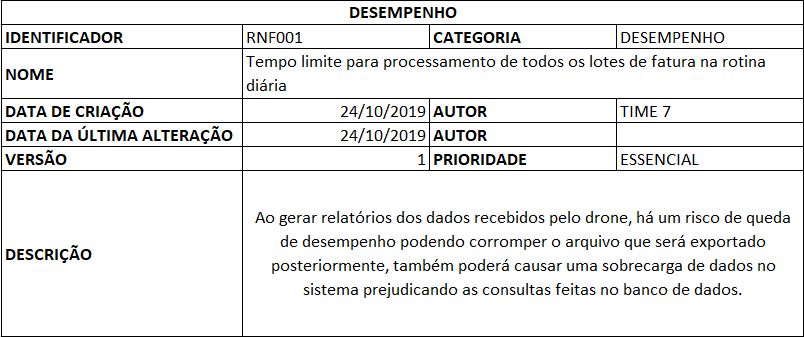 DESEMPENHO
IDENTIFICADOR RNF001 CATEGORIA DESEMPENHO
NOME Tempo limite para processamento de todos os lotes de fatura na rotina
diária
DATA DE CRIAÇÃO 24/10/2019 AUTOR TIME 7
DATA DA ÚLTIMA ALTERAÇÃO 24/10/2019 AUTOR
VERSÃO 1 PRIORIDADE ESSENCIAL
DESCRIÇÃO
Ao gerar relatórios dos dados recebidos pelo drone, há um risco de queda
de desempenho podendo corromper o arquivo que será exportado
posteriormente, também poderá causar uma sobrecarga de dados no
sistema prejudicando as consultas feitas no banco de dados.